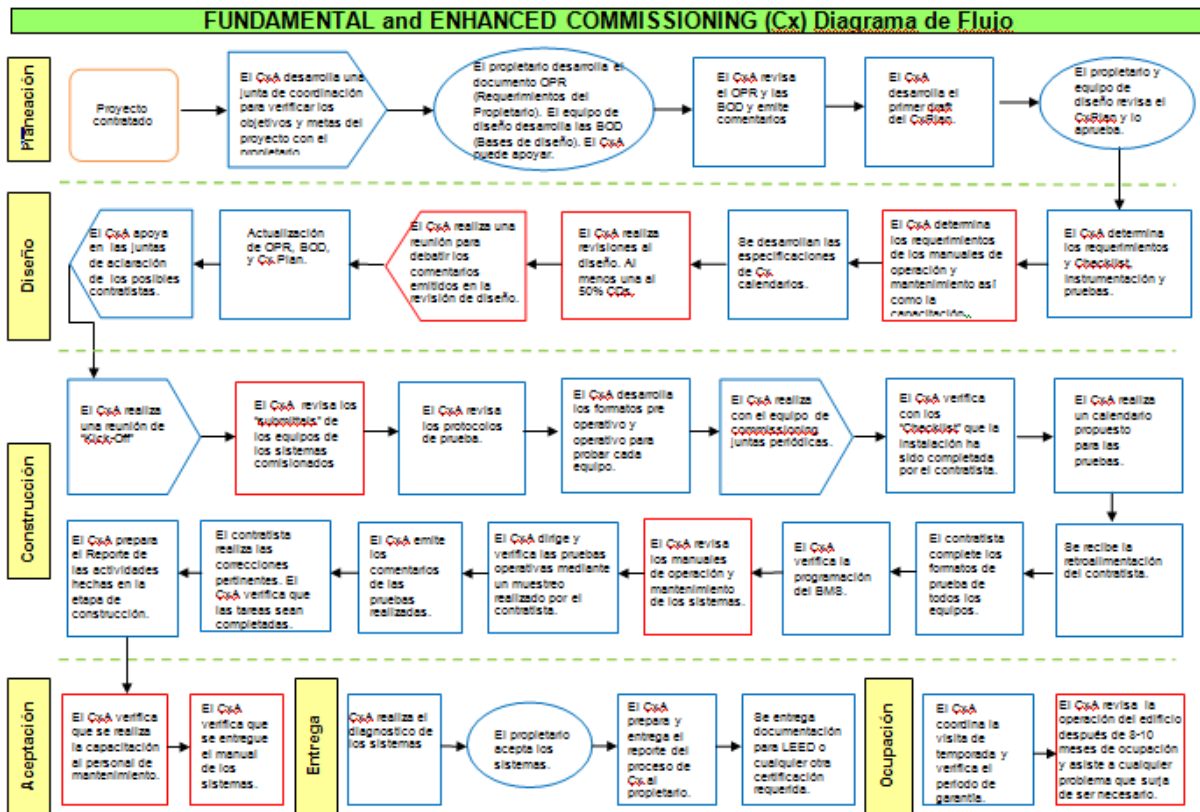 FUNDAMENTAL and ENHANCED COMMISSIONING (Cx) Diagrama de Flujo
Planeación
Proyecto
contratado
El CxA desarrolla una
junta de coordinación
para verificar los
objetivos y metas del
proyecto con el
propietario
El propietario desarrolla el
documento OPR
(Requerimientos del
Propietario). El equipo de
diseño desarrolla las BOD
(Bases de diseño). El CxA
puede apoyar.
El CxA revisa
el OPR y las
BOD y emite
comentarios
El CxA
desarrolla el
primer draft
del CxPlan.
El propietario y
equipo de
diseño revisa el
CxPlan y lo
aprueba.
Diseño
El CxA apoya
en las juntas
de aclaración
de los posibles
contratistas.
Actualización
de OPR, BOD,
y Cx Plan.
El CxA realiza una
reunión para
debatir los
comentarios
emitidos en la
revisión de diseño.
El CxA realiza
revisiones al
diseño. Al
menos una al
50% CDs.
Se desarrollan las
especificaciones
de Cx,
calendarios.
El CxA determina
los requerimientos
de los manuales de
operación y
mantenimiento así
como la
capacitación.
El CxA determina
los requerimientos
y Checklist,
Instrumentación y
pruebas.
Construcción
El CxA realiza
una reunión de
"Kick-Off"
El CxA revisa los
"submittals" de
los equipos de
los sistemas
comisionados
El CxA revisa
los protocolos
de prueba.
El CxA desarrolla
los formatos pre
operativo y
operativo para
probar cada
equipo.
El CxA realiza
con el equipo de
commissioning
juntas periódicas.
El CxA verifica
con los
"Checklist" que la
instalación ha
sido completada
por el contratista.
El CxA realiza
un calendario
propuesto
para las
pruebas.
El CxA prepara
el Reporte de
las actividades
hechas en la
etapa de
construcción.
El contratista
realiza las
correcciones
pertinentes. El
CxA verifica que
las tareas sean
completadas.
El CxA emite
los
comentarios
de las
pruebas
realizadas.
El CxA dirige y
verifica las pruebas
operativas mediante
un muestreo
realizado por el
contratista.
El CxA revisa
los manuales
de operación y
mantenimiento
de los sistemas.
El CxA
verifica la
programación
del BMS.
El contratista
complete los
formatos de
prueba de
todos los
equipos.
Se recibe la
retroalimentación
del contratista.
Aceptación
El CxA verifica
que se realiza
la capacitación
al personal de
mantenimiento.
El CxA
verifica que
se entregue
el manual
de los
sistemas.
Entrega
CxA realiza el
diagnostico de
los sistemas
El propietario
acepta los
sistemas.
El CxA
prepara y
entrega el
reporte del
proceso de
Cx al
propietario.
Se entrega
documentación
para LEED o
cualquier otra
certificación
requerida.
Ocupación
El CxA
coordina la
visita de
temporada y
verifica el
periodo de
garantía.
El CxA revisa la
operación del edificio
después de 8-10
meses de ocupación
y asiste a cualquier
problema que surja
de ser necesario.